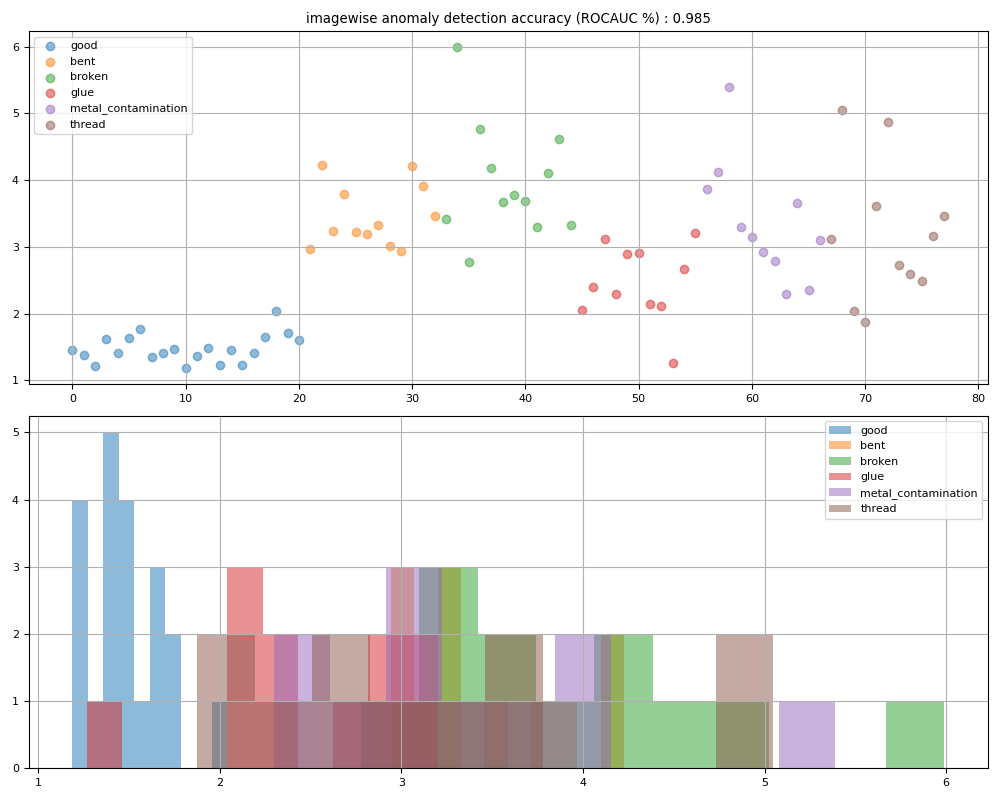 imagewise anomaly detection accuracy (ROCAUC %) : 0.985
good
bent
broken
glue
metal_contamination
thread
6
5
4
3
2
1
0 10 20 30 40 50 60 70 80
good
bent
broken
glue
metal_contamination
thread
5
4
3
2
1
0
1 2 3 4 5 6